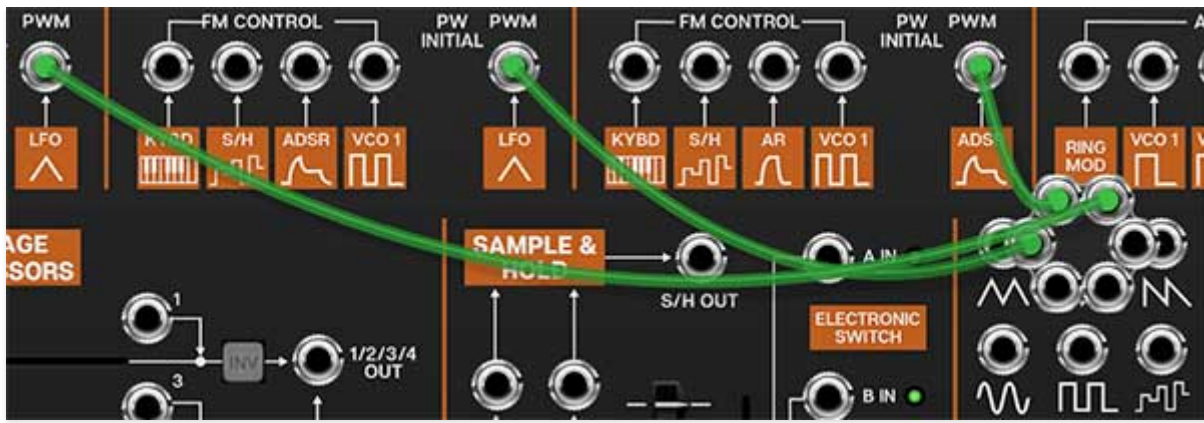 PWM
FM CONTROL
PW PWM
INITIAL
FM CONTROL
PW PWM
INITIAL
LFO
KYBD
S/H
ADSR
VCO 1
LFO
KYBD
S/H
AR
VCO 1
ADSR
RING
MOD
VCO 1
AGE
SSORS
SAMPLE &
HOLD
A IN
S/H OUT
1
ELECTRONIC
SWITCH
INV
1/2/3/4
OUT
3
B IN